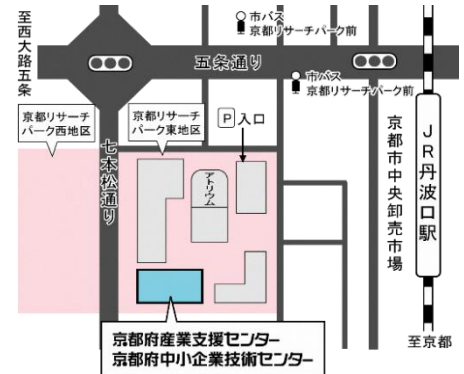 至西大路五条
市バス
京都リサーチパーク前
五条通り
市バス
京都リサーチパーク前
京都リサーチ
パーク西地区
京都リサーチ
パーク東地区
P 入口
七本松通り
アトリウム
京都市中央卸売市場
JR丹波口駅
至京都
京都府産業支援センター
京都府中小企業技術センター